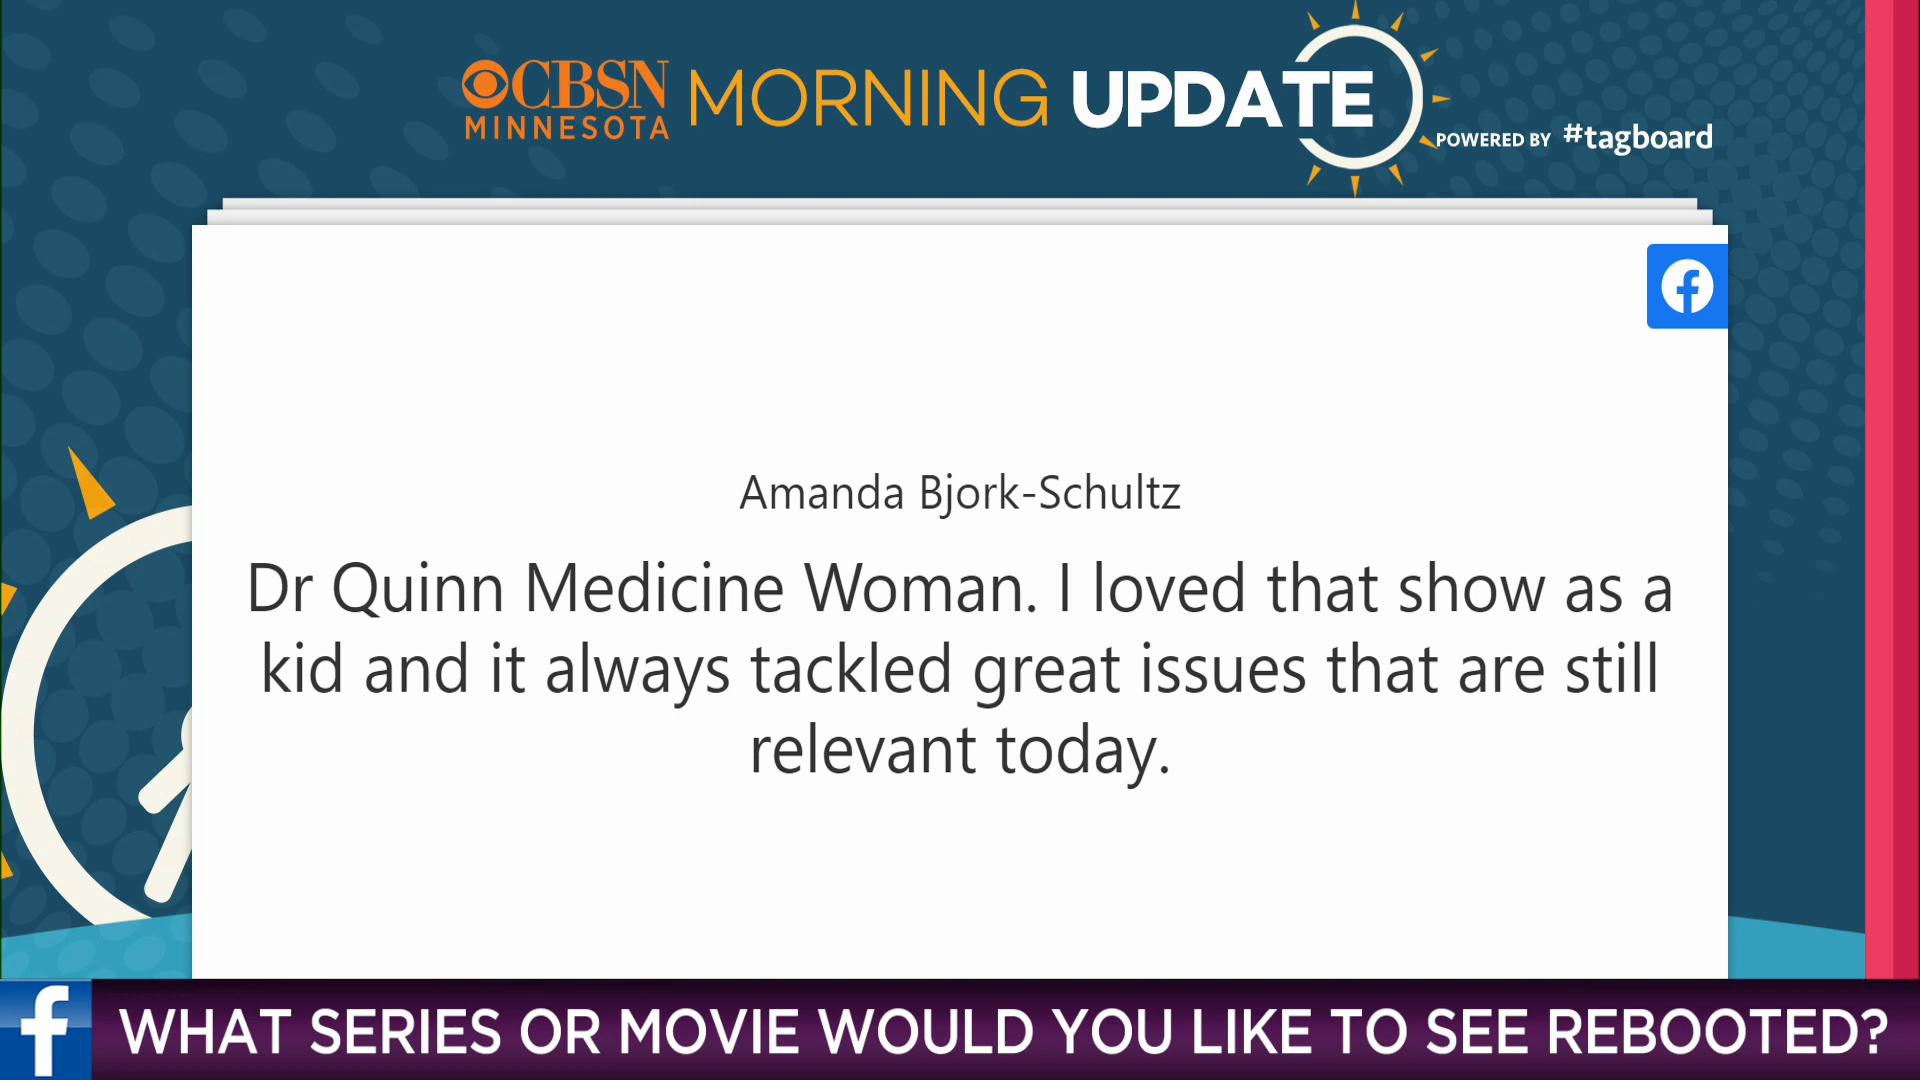 CBSN MORNING UPDATE
MINNESOTA
POWERED BY #tagboard
Amanda Bjork-Schultz
Dr Quinn Medicine Woman. I loved that show as a
kid and it always tackled great issues that are still
relevant today.
WHAT SERIES OR MOVIE WOULD YOU LIKE TO SEE REBOOTED?